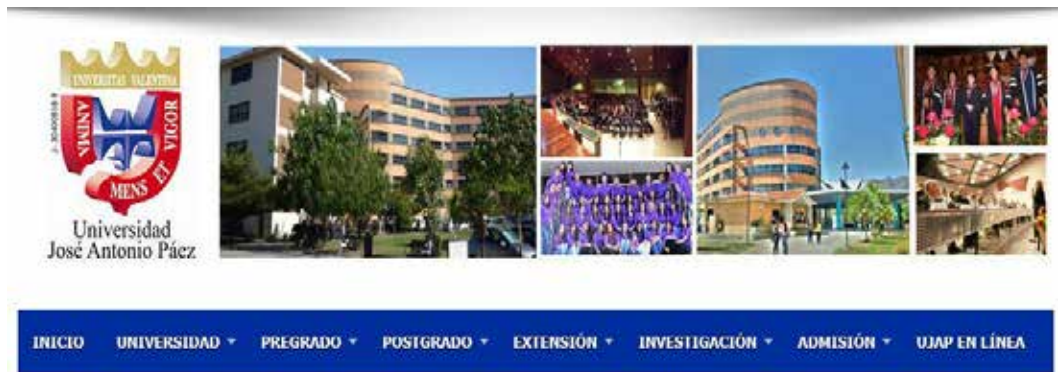 UNIVERSITAS VALENTINA
ANIMA
MENS ET VIGOR
Universidad
José Antonio Páez
INICIO UNIVERSIDAD PREGRADO POSTGRADO EXTENSIÓN INVESTIGACIÓN ADMISIÓN UJAP EN LÍNEA